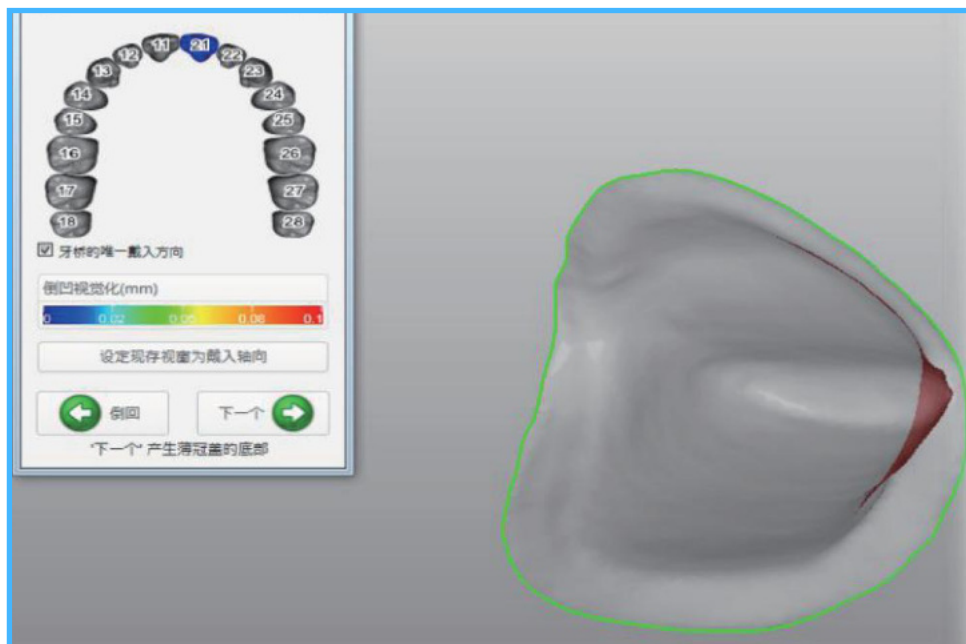 11 21
12 22
13 23
14 24
15 25
16 26
17 27
18 28
牙桥的唯一戴入方向
倒凹视觉化(mm)
0 0.02 0.05 0.08 0.1
设定现存视窗为戴入轴向
倒回 下一个
"下一个" 产生薄冠盖的底部